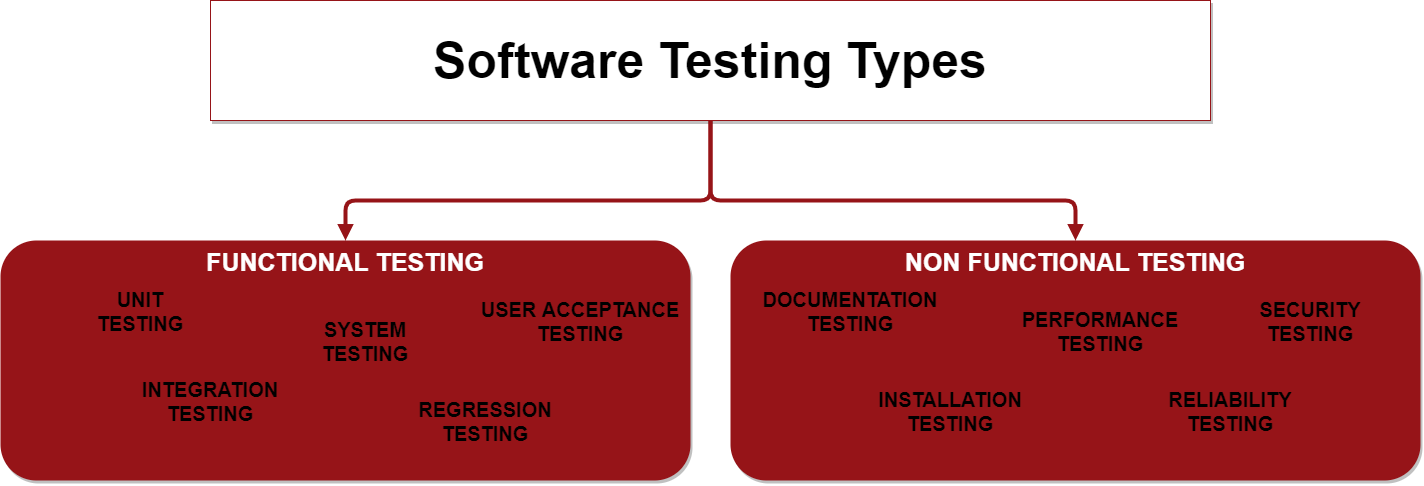 Software Testing Types
FUNCTIONAL TESTING
UNIT
TESTING
SYSTEM
TESTING
USER ACCEPTANCE
TESTING
INTEGRATION
TESTING
REGRESSION
TESTING
NON FUNCTIONAL TESTING
DOCUMENTATION
TESTING
PERFORMANCE
TESTING
SECURITY
TESTING
INSTALLATION
TESTING
RELIABILITY
TESTING